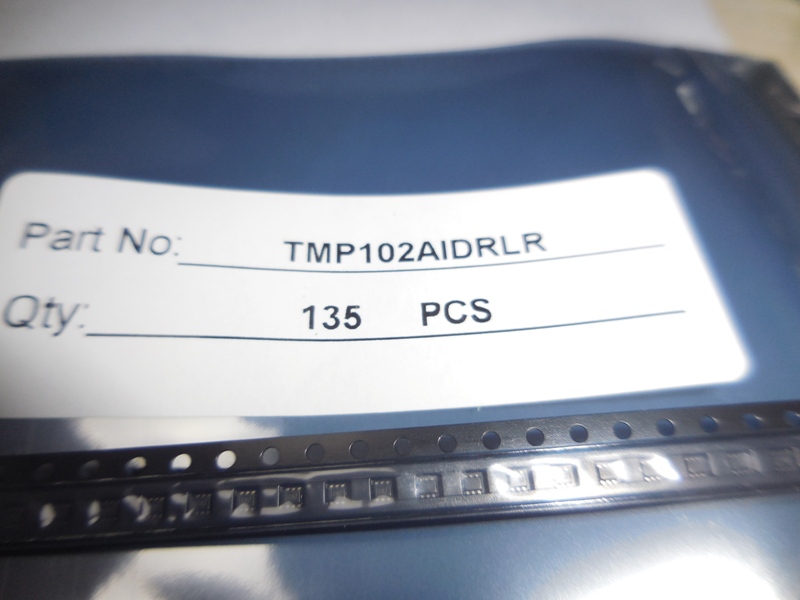 Part No: TMP102AIDRLR
Qty: 135 PCS